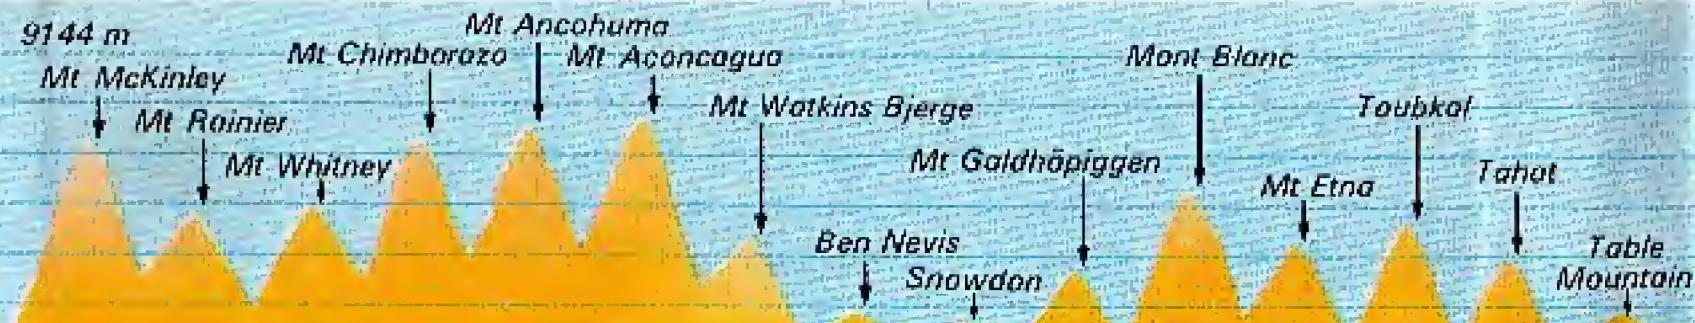 9144 m
Mt McKinley
Mt Rainier
Mt Whitney
Mt Chimborazo
Mt Ancohuma
Mt Aconcagua
Mt Watkins Bjerge
Ben Nevis
Snowdon
Mt Galdhöpiggen
Mont Blanc
Mt Etna
Toubkal
Tahat
Table
Mountain